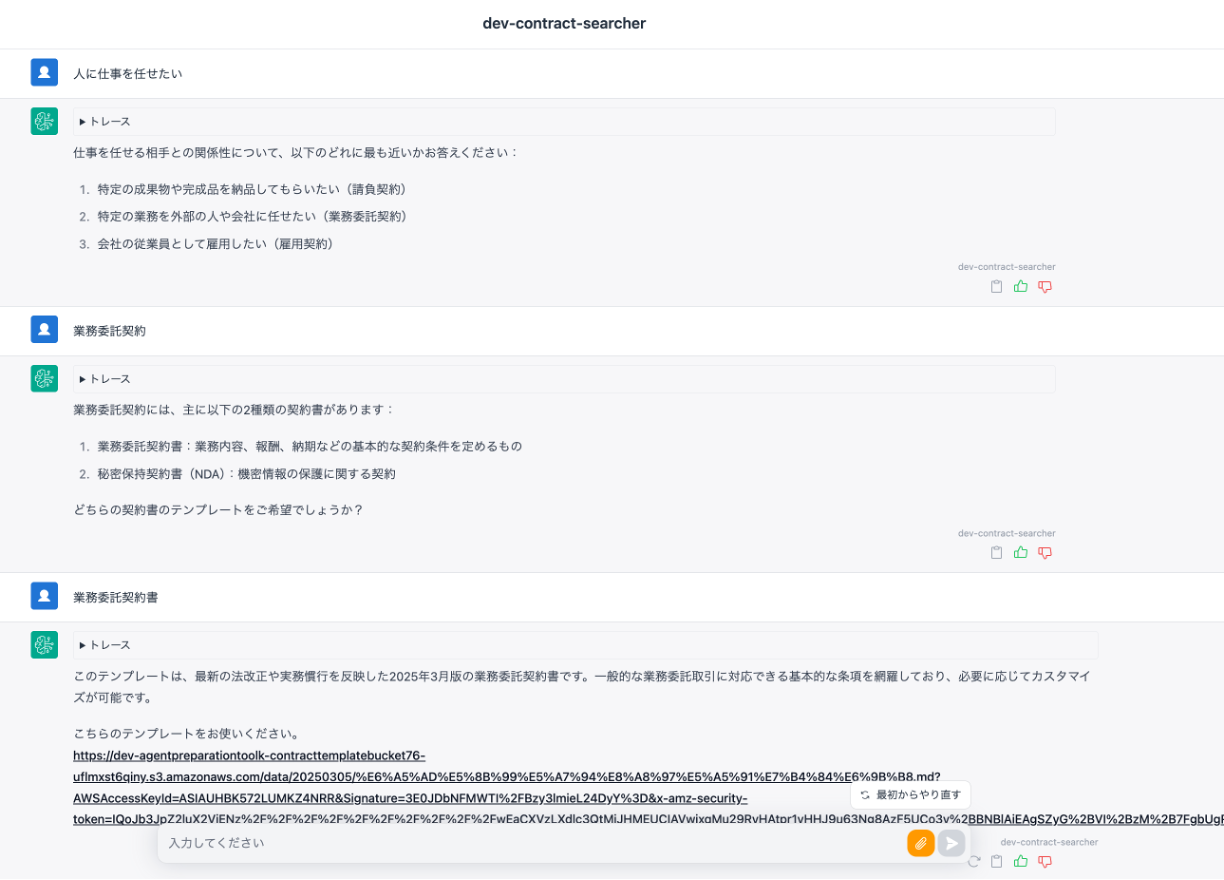 dev-contract-searcher
人に仕事を任せたい
▶トレース
仕事を任せる相手との関係性について、以下のどれに最も近いかお答えください：
1. 特定の成果物や完成品を納品してもらいたい（請負契約）
2. 特定の業務を外部の人や会社に任せたい（業務委託契約）
3. 会社の従業員として雇用したい（雇用契約）
dev-contract-searcher
業務委託契約
▶トレース
業務委託契約には、主に以下の2種類の契約書があります：
1. 業務委託契約書：業務内容、報酬、納期などの基本的な契約条件を定めるもの
2. 秘密保持契約書（NDA）：機密情報の保護に関する契約
どちらの契約書のテンプレートをご希望でしょうか？
dev-contract-searcher
業務委託契約書
▶トレース
このテンプレートは、最新の法改正や実務慣行を反映した2025年3月版の業務委託契約書です。一般的な業務委託取引に対応できる基本的な条項を網羅しており、必要に応じてカスタマイ
ズが可能です。
こちらのテンプレートをお使いください。
https://dev-agentpreparationtoolk-contracttemplatebucket76-
uflmxst6qiny.s3.amazonaws.com/data/20250305/%E6%A5%AD%E5%8B%99%E5%A7%94%E8%A8%97%E5%A5%91%E7%B4%84%E6%9B%B8.md?
AWSAccessKeyId=ASIAUHBK572LUMKZ4NRR&Signature=3E0JDbNFMWTl%2FBzy3lmieL24DyY%3D&x-amz-security-
最初からやり直す
入力してください
dev-contract-searcher